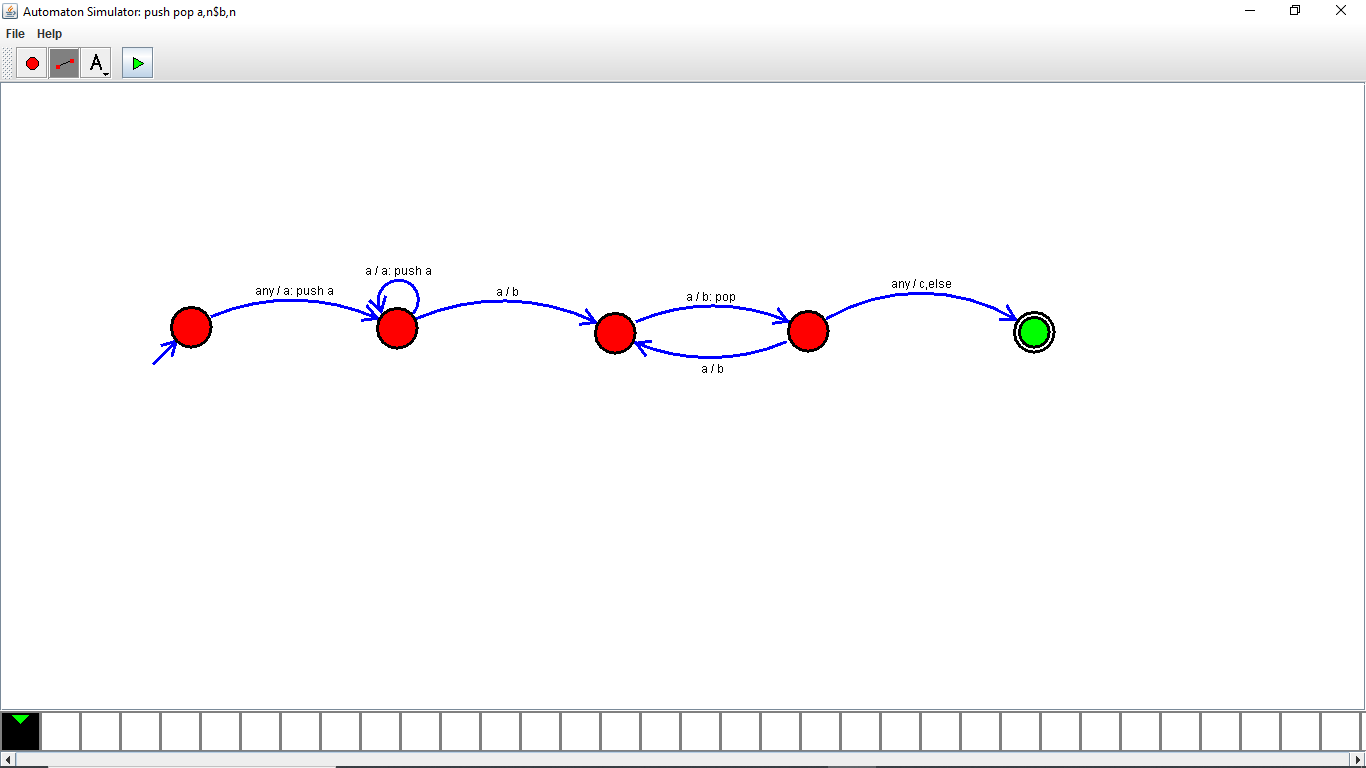 Automaton Simulator: push pop a,n$b,n
File Help
A
a / a: push a
any / a: push a
a / b
a / b: pop
any / c,else
a / b